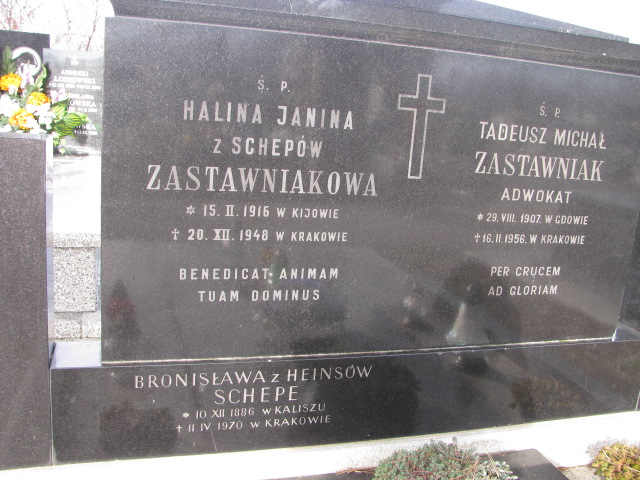 Ś. P.
HALINA JANINA
Z SCHEPÓW
ZASTAWNIAKOWA
* 15. II. 1916 W KIJOWIE
† 20. XII. 1948 W KRAKOWIE
BENEDICAT ANIMAM
TUAM DOMINUS
Ś. P.
TADEUSZ MICHAŁ
ZASTAWNIAK
ADWOKAT
* 29. VIII. 1907. W GDOWIE
† 16. II. 1956. W KRAKOWIE
PER CRUCEM
AD GLORIAM
BRONISŁAWA Z HEINSÓW
SCHEPE
* 10 XII 1886 W KALISZU
† 11 IV 1970 W KRAKOWIE
ANDRZEJ